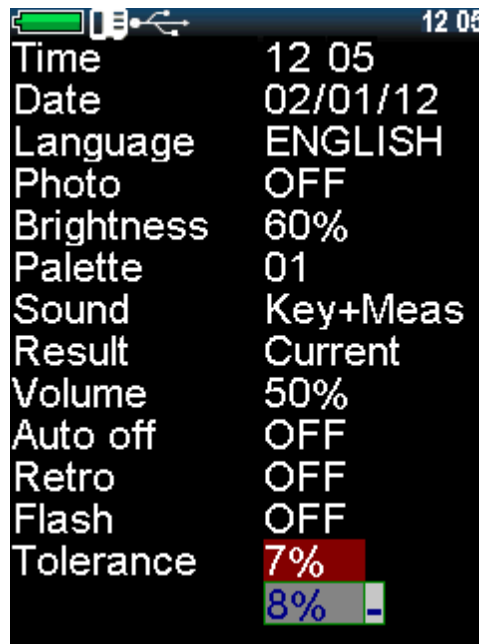 12 05
Time 12 05
Date 02/01/12
Language ENGLISH
Photo OFF
Brightness 60%
Palette 01
Sound Key+Meas
Result Current
Volume 50%
Auto off OFF
Retro OFF
Flash OFF
Tolerance 7%
8% -